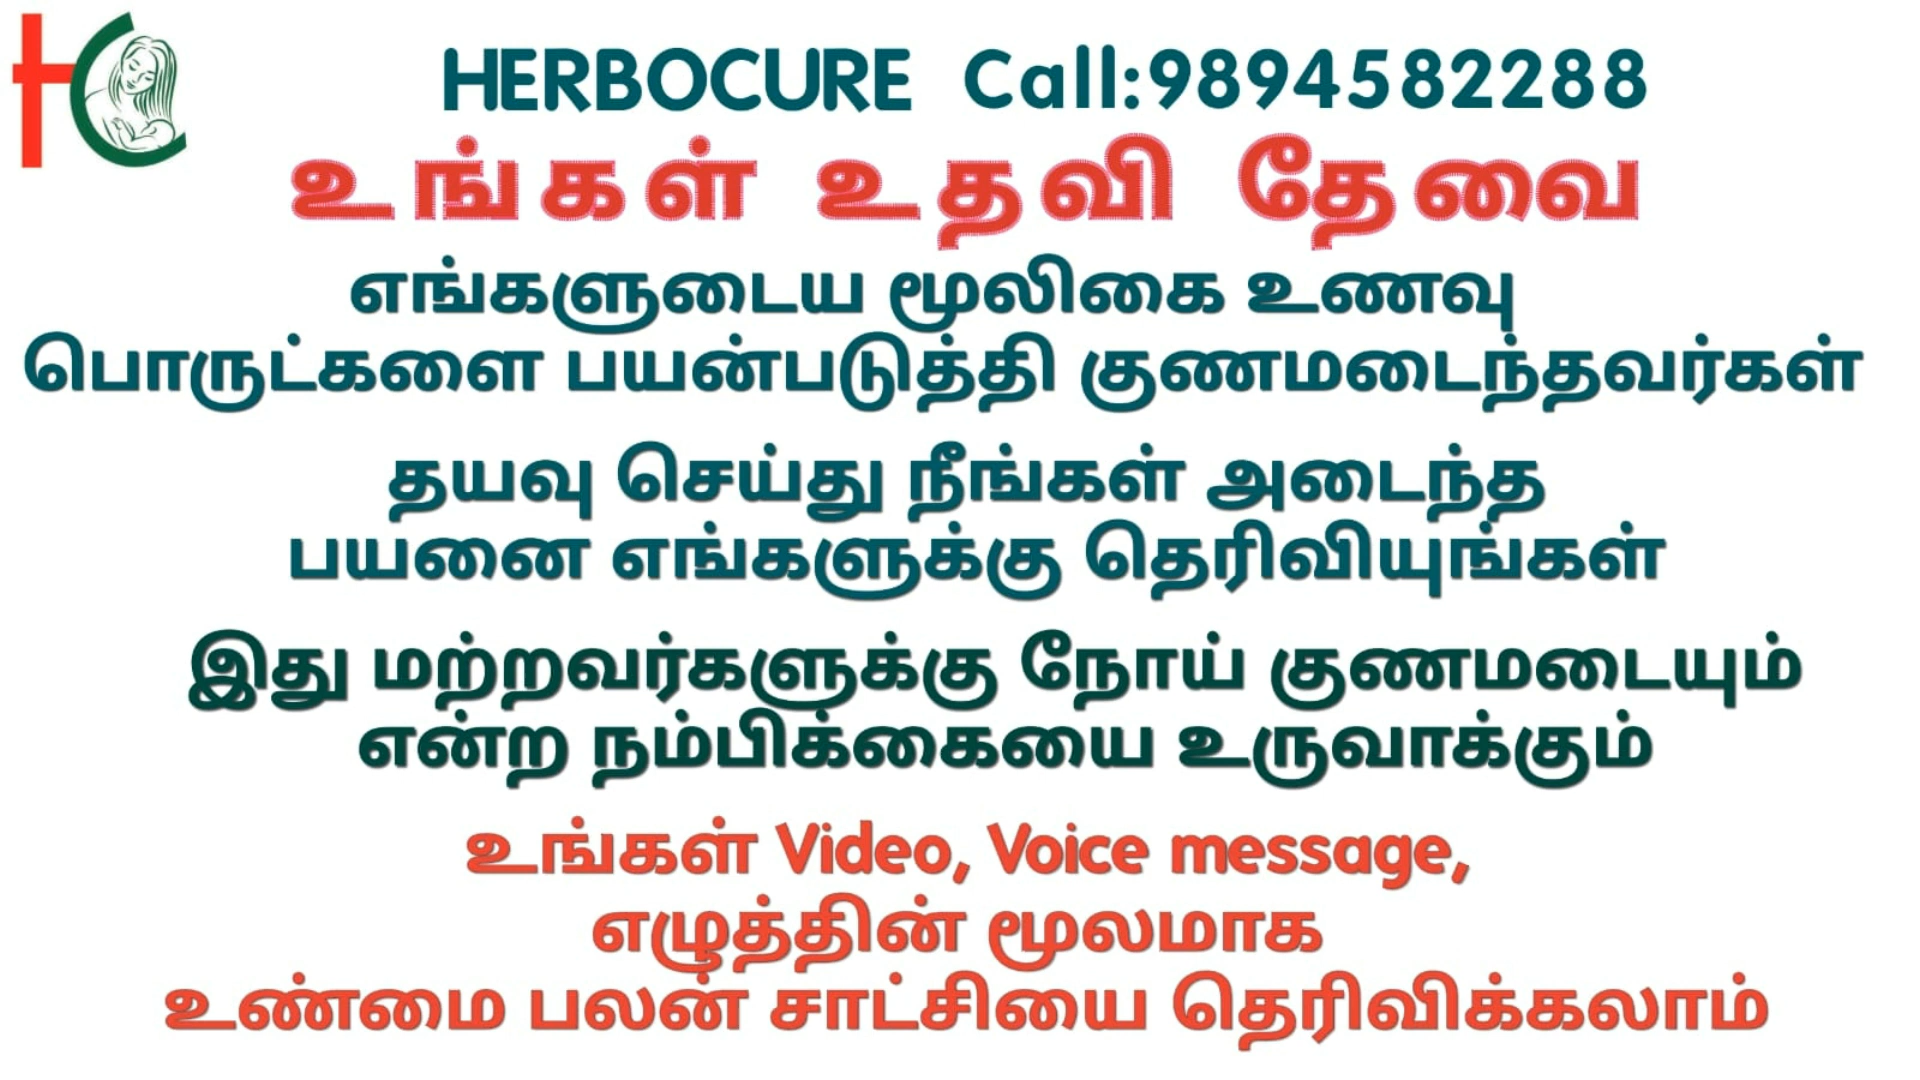 HERBOCURE Call:9894582288
உங்கள் உதவி தேவை
எங்களுடைய மூலிகை உணவு
பொருட்களை பயன்படுத்தி குணமடைந்தவர்கள்
தயவு செய்து நீங்கள் அடைந்த
பயனை எங்களுக்கு தெரிவியுங்கள்
இது மற்றவர்களுக்கு நோய் குணமடையும்
என்ற நம்பிக்கையை உருவாக்கும்
உங்கள் Video, Voice message,
எழுத்தின் மூலமாக
உண்மை பலன் சாட்சியை தெரிவிக்கலாம்